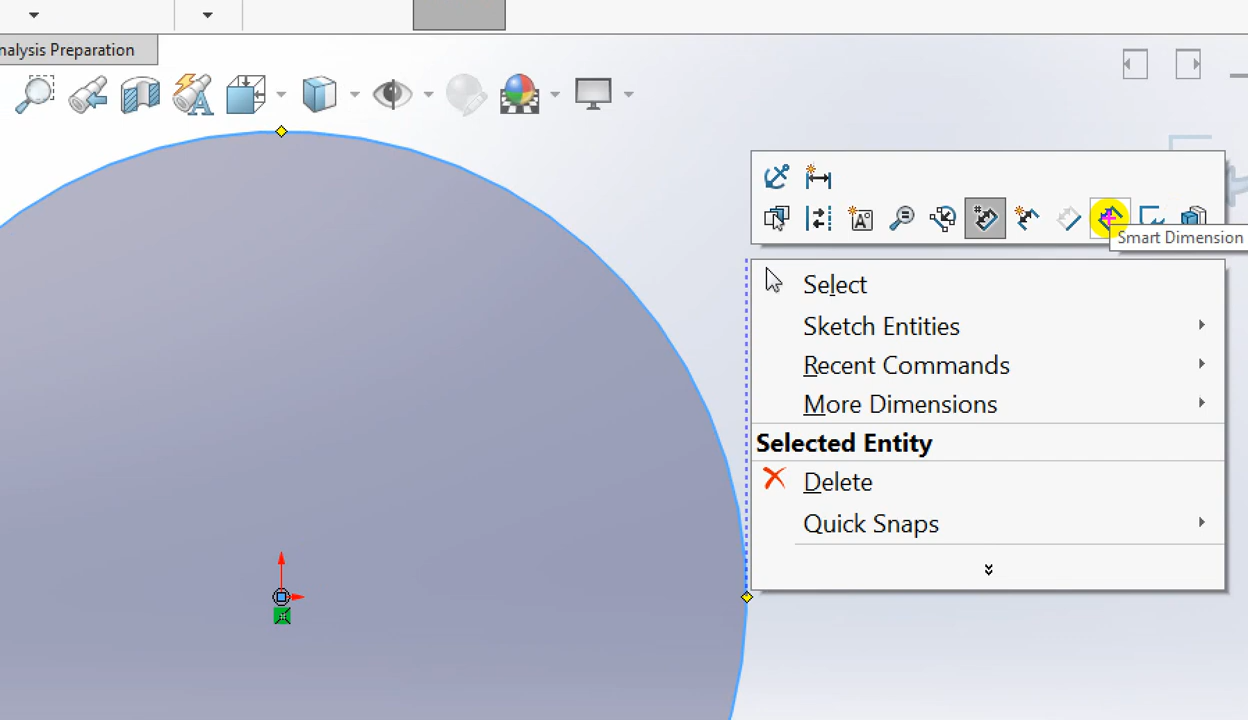 nalysis Preparation
Smart Dimension
Select
Sketch Entities
Recent Commands
More Dimensions
Selected Entity
Delete
Quick Snaps